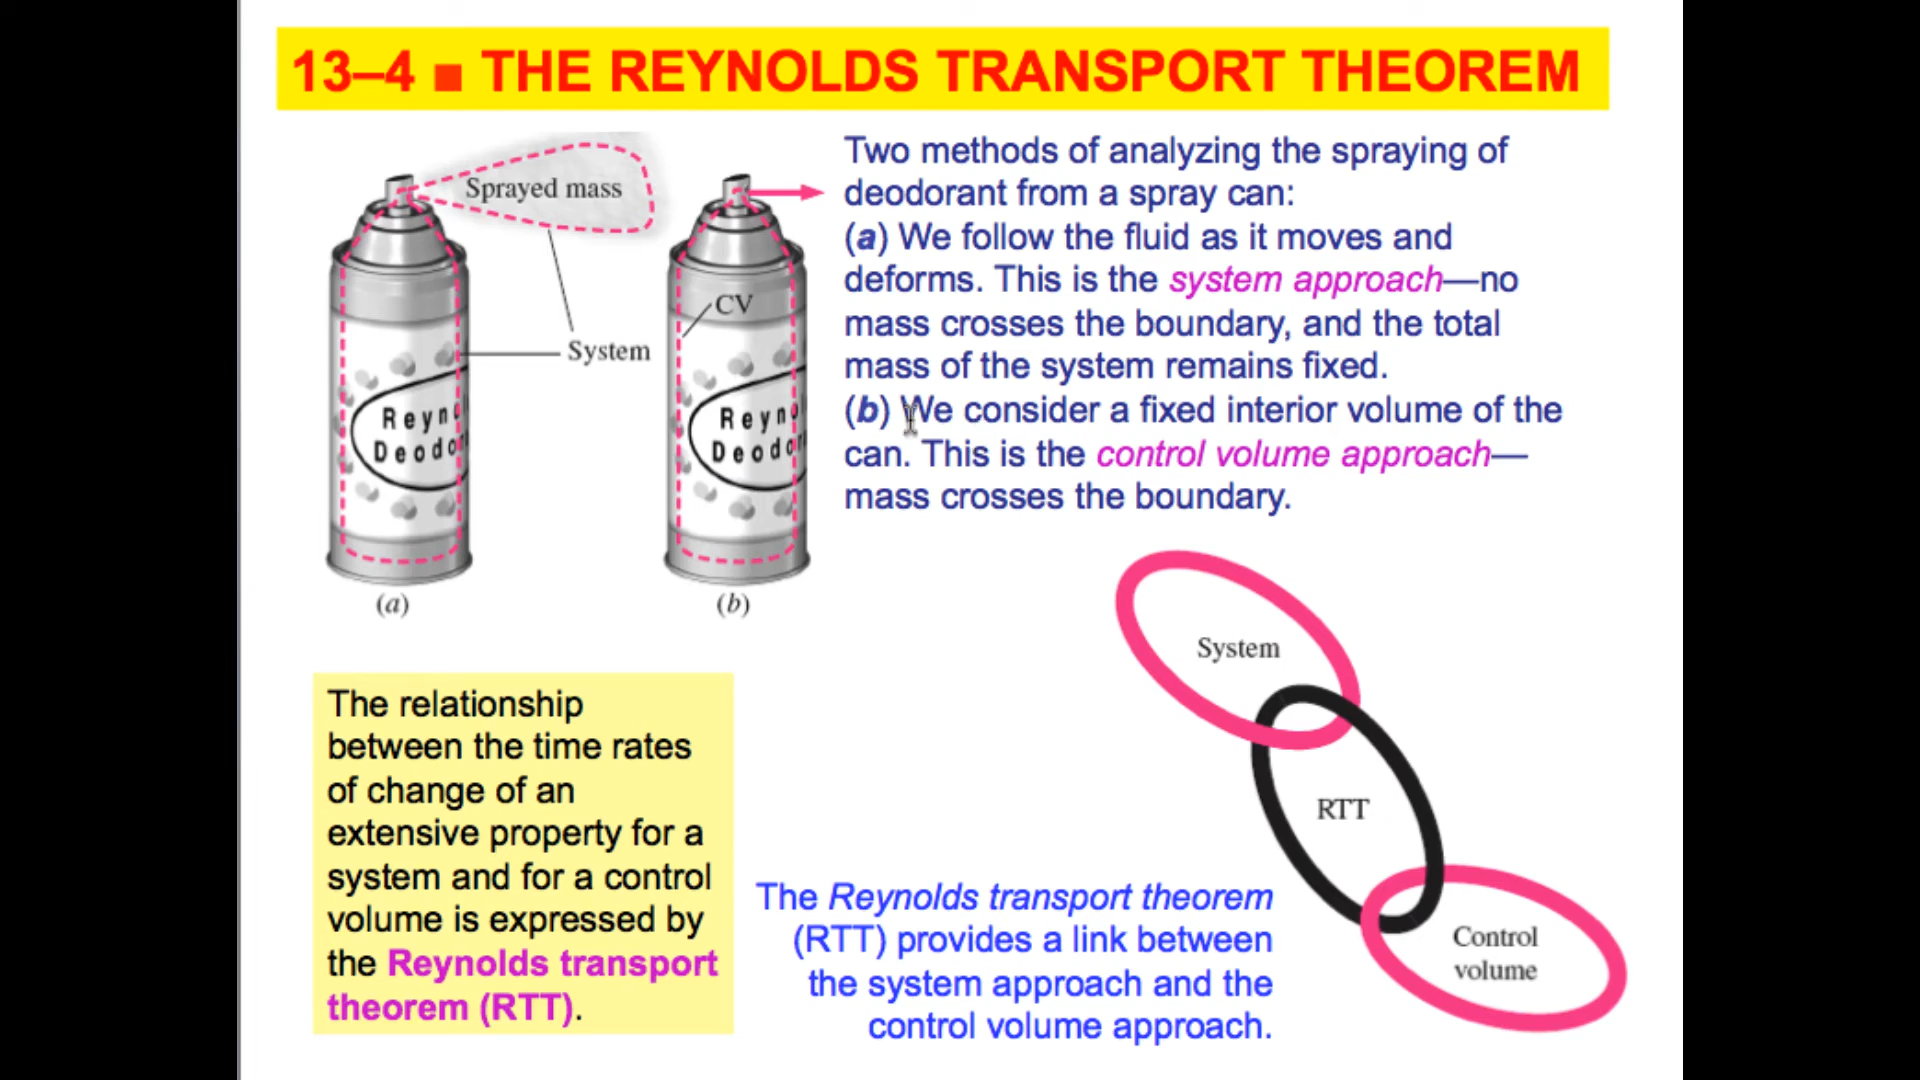 13–4 ■ THE REYNOLDS TRANSPORT THEOREM
Sprayed mass
System
Reyn
Deodo
(a)
CV
Reyno
Deodor
(b)
Two methods of analyzing the spraying of
deodorant from a spray can:
(a) We follow the fluid as it moves and
deforms. This is the system approach—no
mass crosses the boundary, and the total
mass of the system remains fixed.
(b) We consider a fixed interior volume of the
can. This is the control volume approach—
mass crosses the boundary.
System
RTT
Control
volume
The relationship
between the time rates
of change of an
extensive property for a
system and for a control
volume is expressed by
the Reynolds transport
theorem (RTT).
The Reynolds transport theorem
(RTT) provides a link between
the system approach and the
control volume approach.